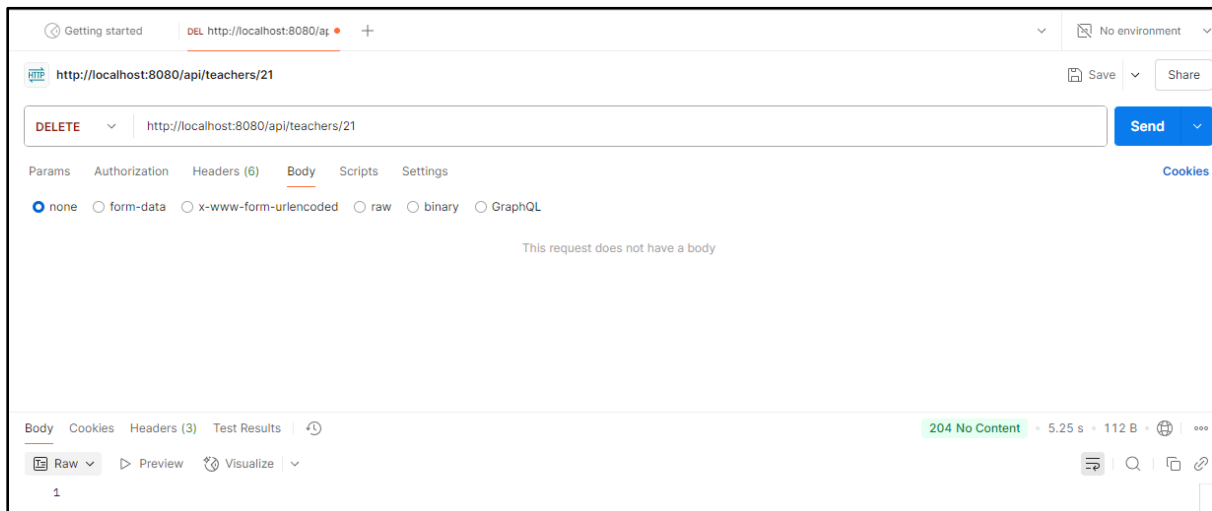 Getting started DEL http://localhost:8080/ap No environment
HTTP http://localhost:8080/api/teachers/21 Save Share
DELETE http://localhost:8080/api/teachers/21 Send
Params Authorization Headers (6) Body Scripts Settings Cookies
none form-data x-www-form-urlencoded raw binary GraphQL
This request does not have a body
Body Cookies Headers (3) Test Results 204 No Content 5.25 s 112 B
Raw Preview Visualize
1